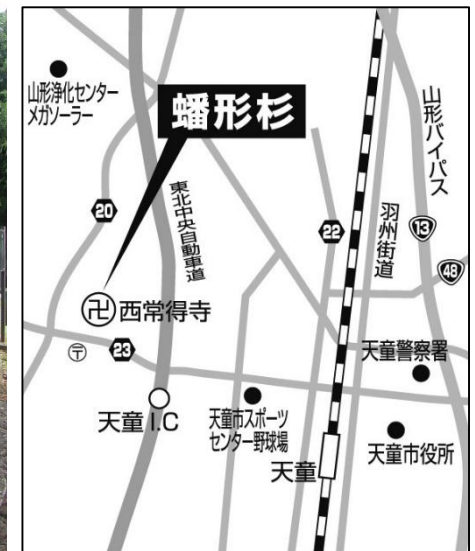 山形浄化センター
メガソーラー
蟠形杉
山形バイパス
東北中央自動車道
羽州街道
20
22
13
48
卍 西常得寺
〒
23
天童警察署
天童I.C
天童市スポーツ
センター野球場
天童
天童市役所